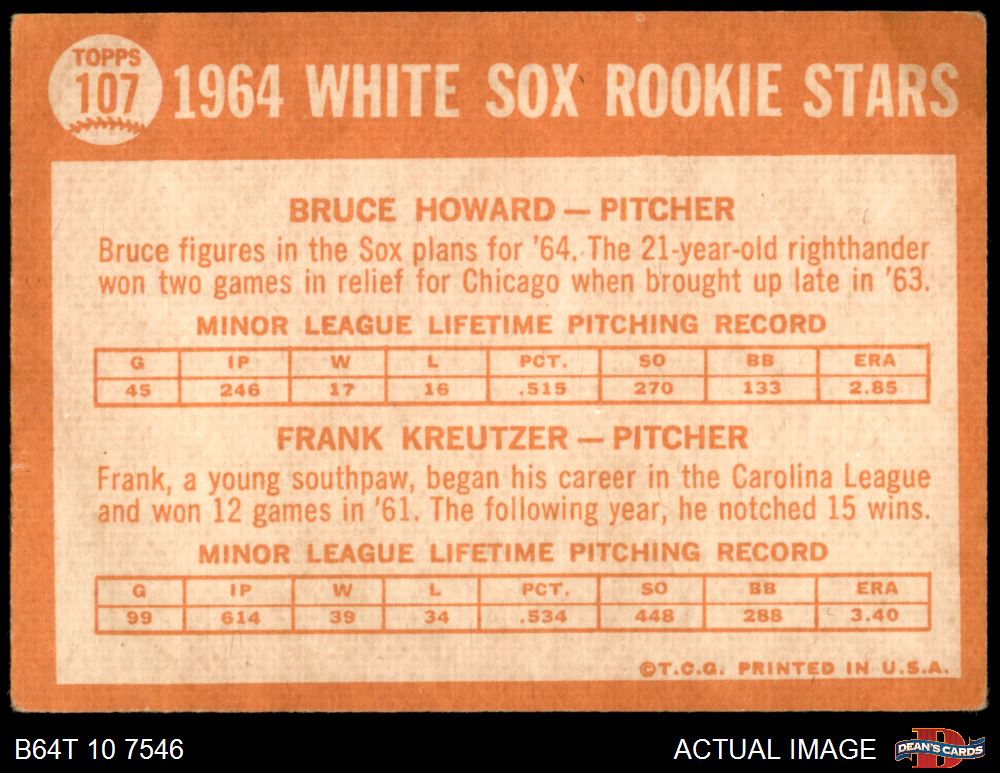 TOPPS
107
1964 WHITE SOX ROOKIE STARS
BRUCE HOWARD — PITCHER
Bruce figures in the Sox plans for '64. The 21-year-old righthander
won two games in relief for Chicago when brought up late in '63.
MINOR LEAGUE LIFETIME PITCHING RECORD
G IP W L PCT. SO BB ERA
45 246 17 16 .515 270 133 2.85
FRANK KREUTZER — PITCHER
Frank, a young southpaw, began his career in the Carolina League
and won 12 games in '61. The following year, he notched 15 wins.
MINOR LEAGUE LIFETIME PITCHING RECORD
G IP W L PCT. SO BB ERA
99 614 39 34 .534 448 288 3.40
©T.C.G. PRINTED IN U.S.A.
B64T 10 7546
ACTUAL IMAGE
D
DEAN'S CARDS